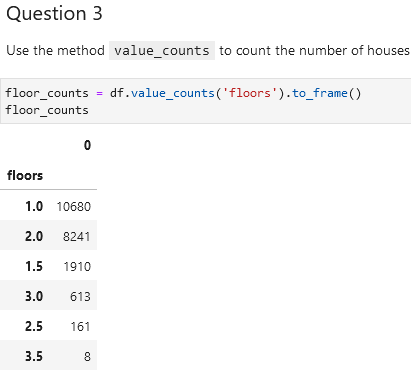 Question 3
Use the method value_counts to count the number of houses
floor_counts = df.value_counts('floors').to_frame()
floor_counts
0
floors
1.0 10680
2.0 8241
1.5 1910
3.0 613
2.5 161
3.5 8